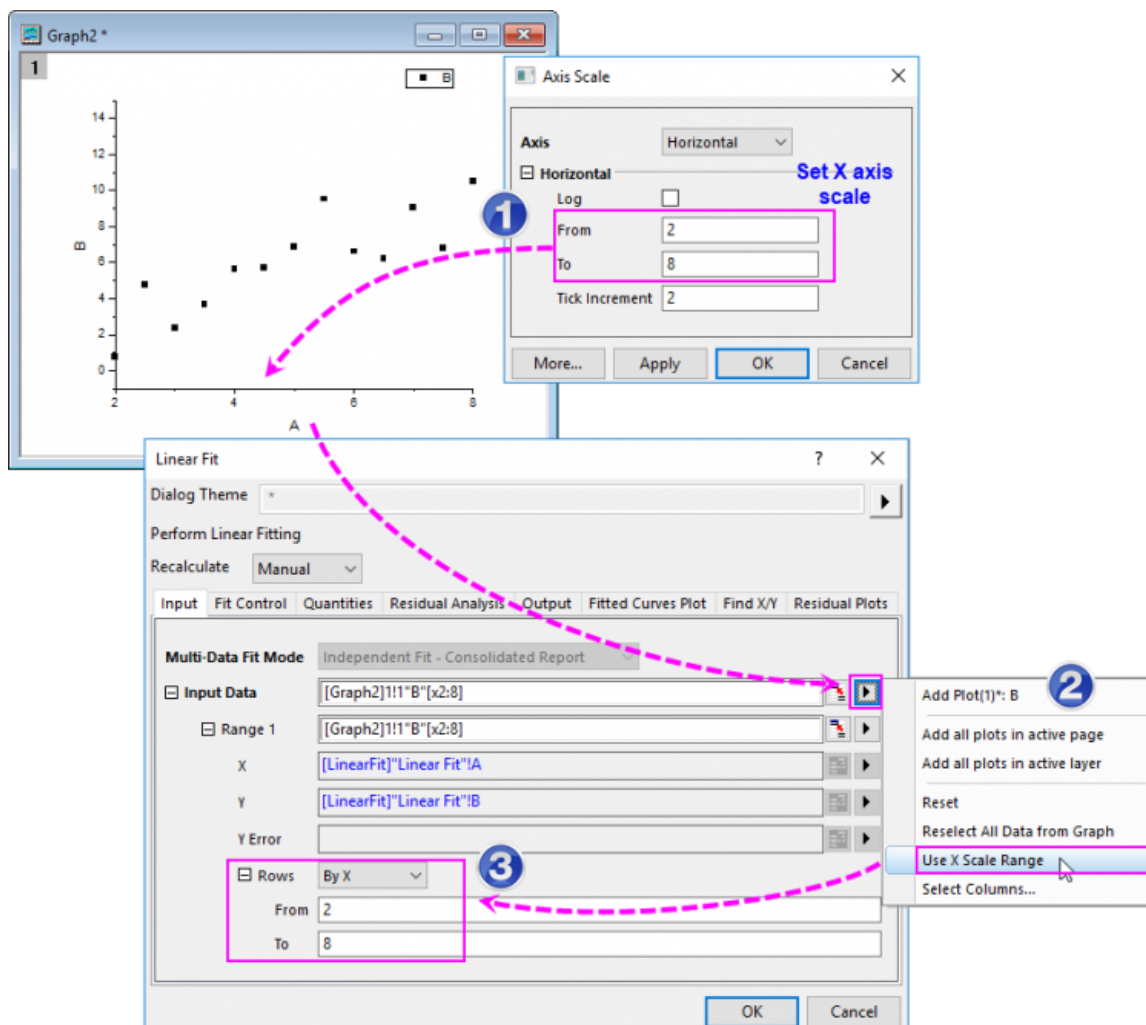 Graph2 *
1
B
14
12
10
8
6
4
2
0
B
2 4 6 8
A
Axis Scale
Axis Horizontal
Horizontal
Set X axis
scale
Log
1
From 2
To 8
Tick Increment 2
More... Apply OK Cancel
Linear Fit ?
Dialog Theme *
Perform Linear Fitting
Recalculate Manual
Input Fit Control Quantities Residual Analysis Output Fitted Curves Plot Find X/Y Residual Plots
Multi-Data Fit Mode Independent Fit - Consolidated Report
Input Data [Graph2]1!1"B"[x2:8]
Range 1 [Graph2]1!1"B"[x2:8]
X [LinearFit]"Linear Fit"!A
Y [LinearFit]"Linear Fit"!B
Y Error
Rows By X
3
From 2
To 8
OK Cancel
Add Plot(1)*: B
2
Add all plots in active page
Add all plots in active layer
Reset
Reselect All Data from Graph
Use X Scale Range
Select Columns...